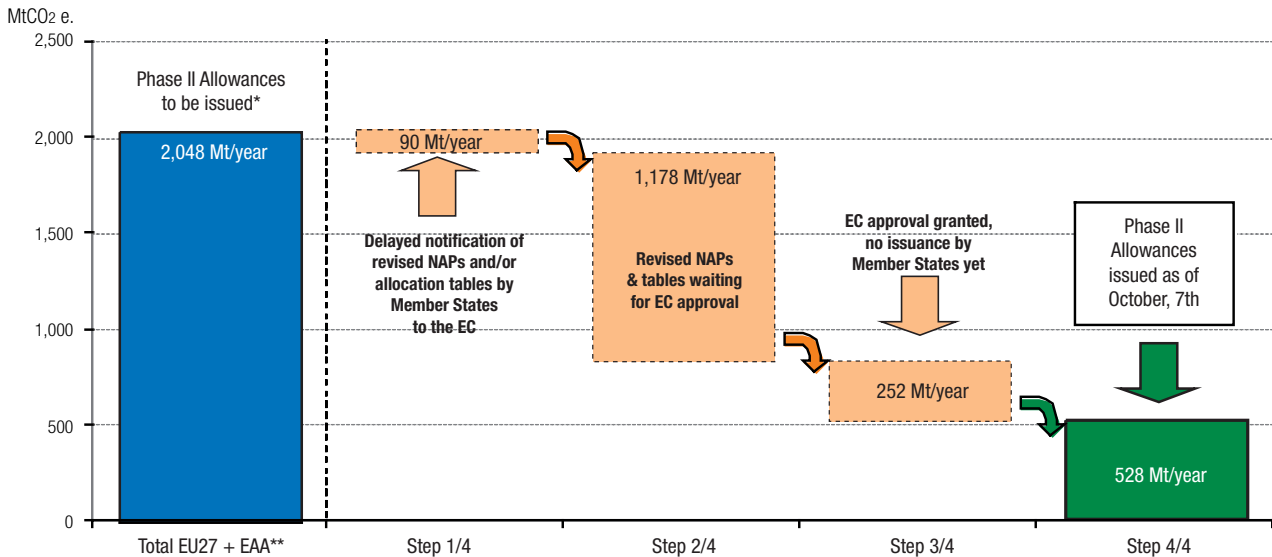 MtCO2 e.
2,500
2,000
1,500
1,000
500
0
Phase II Allowances
to be issued*
2,048 Mt/year
90 Mt/year
Delayed notification of
revised NAPs and/or
allocation tables by
Member States
to the EC
1,178 Mt/year
Revised NAPs
& tables waiting
for EC approval
EC approval granted,
no issuance by
Member States yet
252 Mt/year
Phase II
Allowances
issued as of
October, 7th
528 Mt/year
Total EU27 + EAA**
Step 1/4
Step 2/4
Step 3/4
Step 4/4